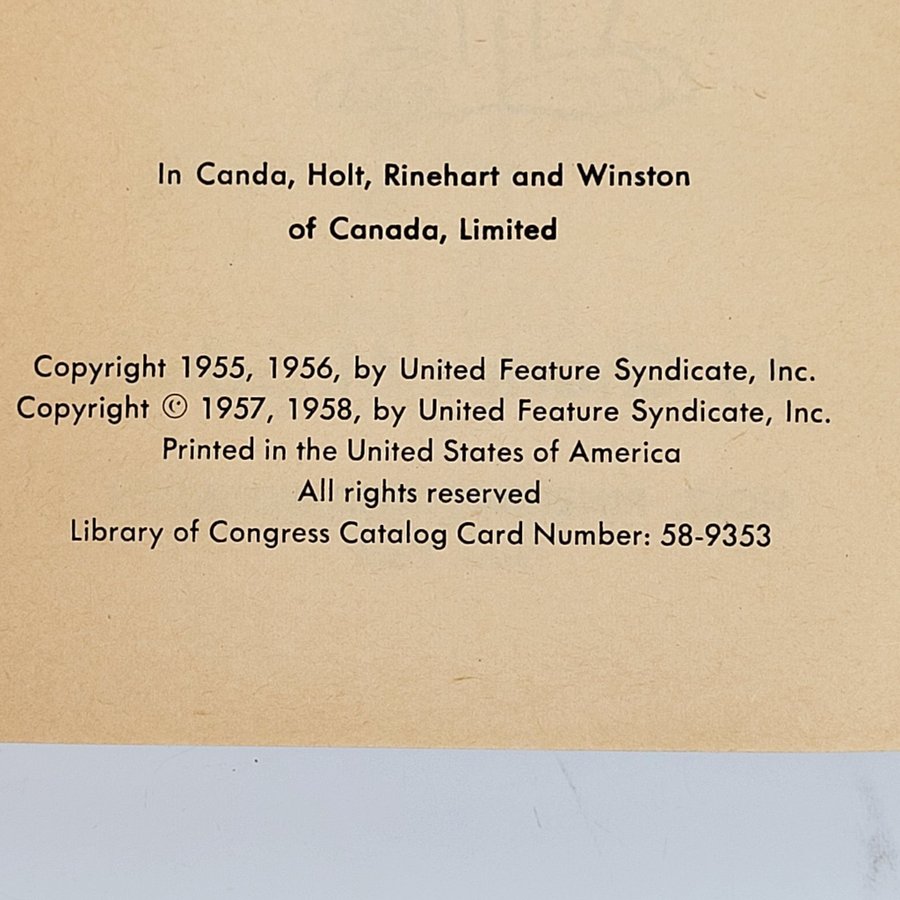 In Canda, Holt, Rinehart and Winston
of Canada, Limited
Copyright 1955, 1956, by United Feature Syndicate, Inc.
Copyright © 1957, 1958, by United Feature Syndicate, Inc.
Printed in the United States of America
All rights reserved
Library of Congress Catalog Card Number: 58-9353